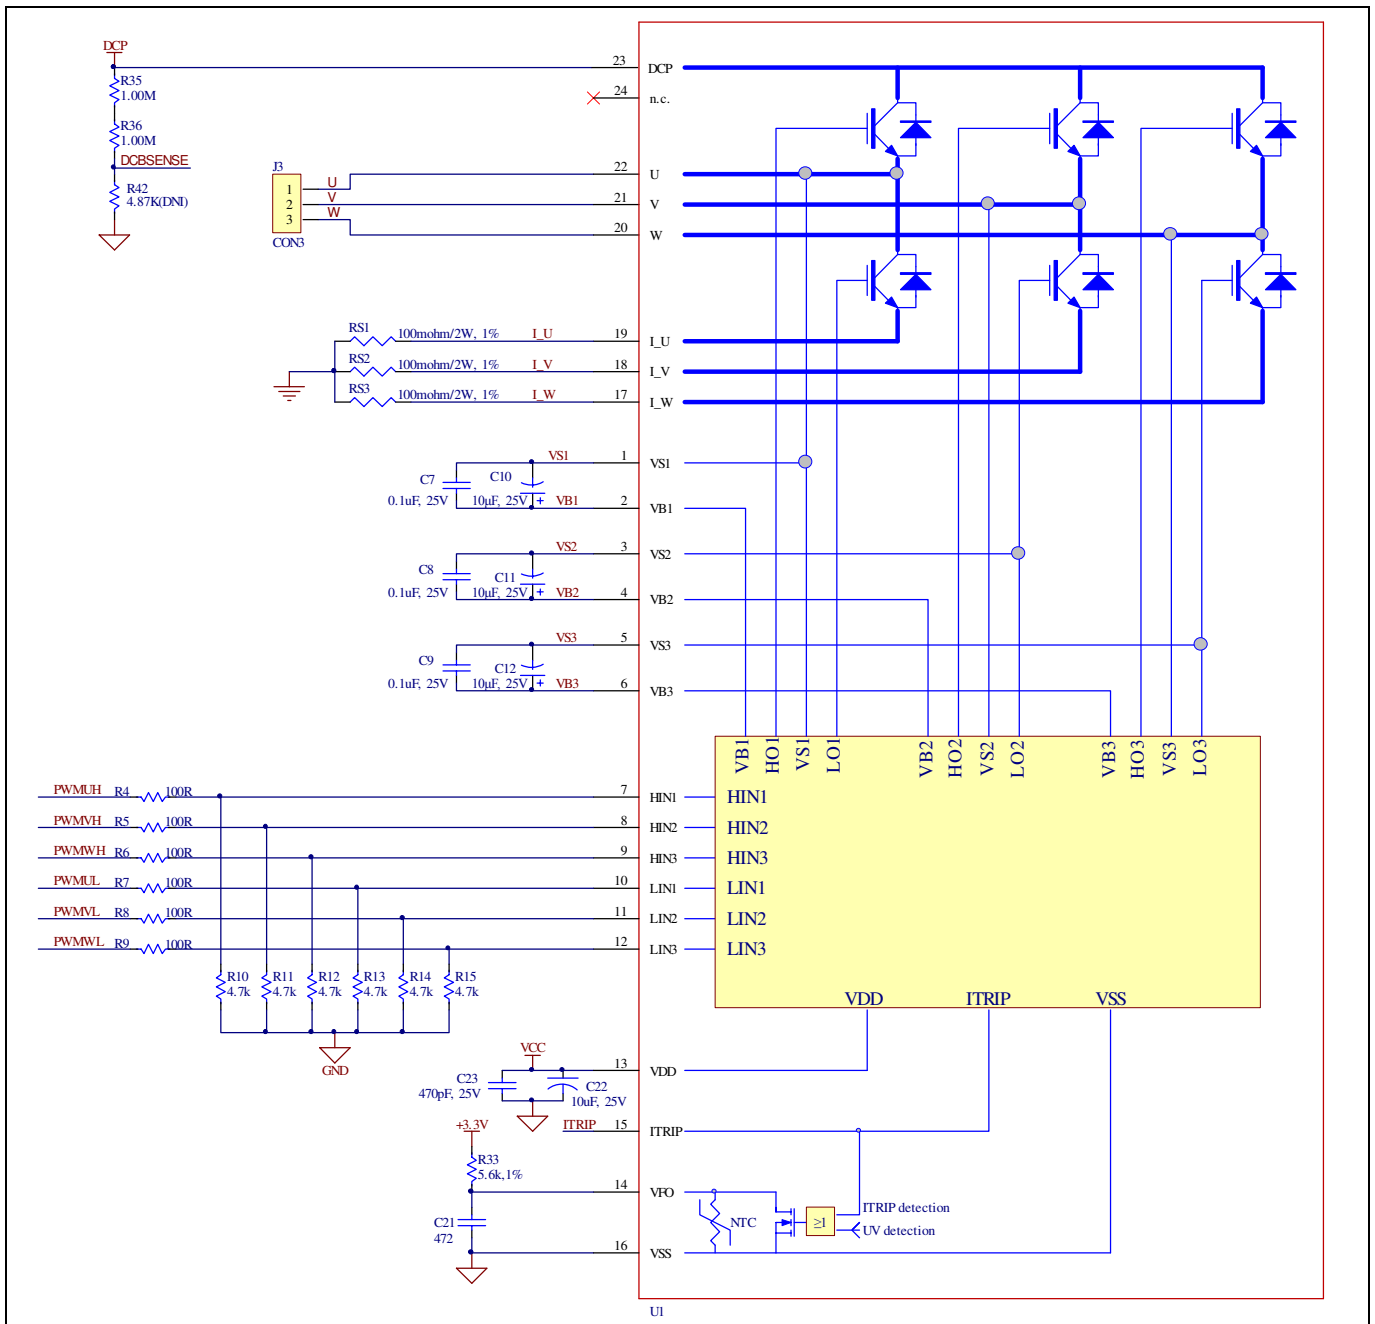 DCP
R35
1.00M
R36
1.00M
DCBSENSE
R42
4.87K(DNI)
J3
1
2
3
CON3
U
V
W
23
DCP
24
n.c.
22
U
21
V
20
W
RS1
100mohm/2W, 1%
I_U
19
I_U
RS2
100mohm/2W, 1%
I_V
18
I_V
RS3
100mohm/2W, 1%
I_W
17
I_W
VS1
1
VS1
C7
C10
0.1uF, 25V
10µF, 25V
+
VB1
2
VB1
VS2
3
VS2
C8
C11
0.1uF, 25V
10µF, 25V
+
VB2
4
VB2
VS3
5
VS3
C9
C12
0.1uF, 25V
10µF, 25V
+
VB3
6
VB3
VB1
HO1
VS1
LO1
VB2
HO2
VS2
LO2
VB3
HO3
VS3
LO3
PWMUH
R4
100R
7
HIN1
HIN1
PWMVH
R5
100R
8
HIN2
HIN2
PWMWH
R6
100R
9
HIN3
HIN3
PWMUL
R7
100R
10
LIN1
LIN1
PWMVL
R8
100R
11
LIN2
LIN2
PWMWL
R9
100R
12
LIN3
LIN3
R10
4.7k
R11
4.7k
R12
4.7k
R13
4.7k
R14
4.7k
R15
4.7k
GND
VDD
ITRIP
VSS
VCC
13
VDD
C23
470pF, 25V
C22
10uF, 25V
ITRIP
15
ITRIP
+3.3V
R33
5.6k,1%
14
VFO
C21
472
16
VSS
NTC
≥1
ITRIP detection
UV detection
U1